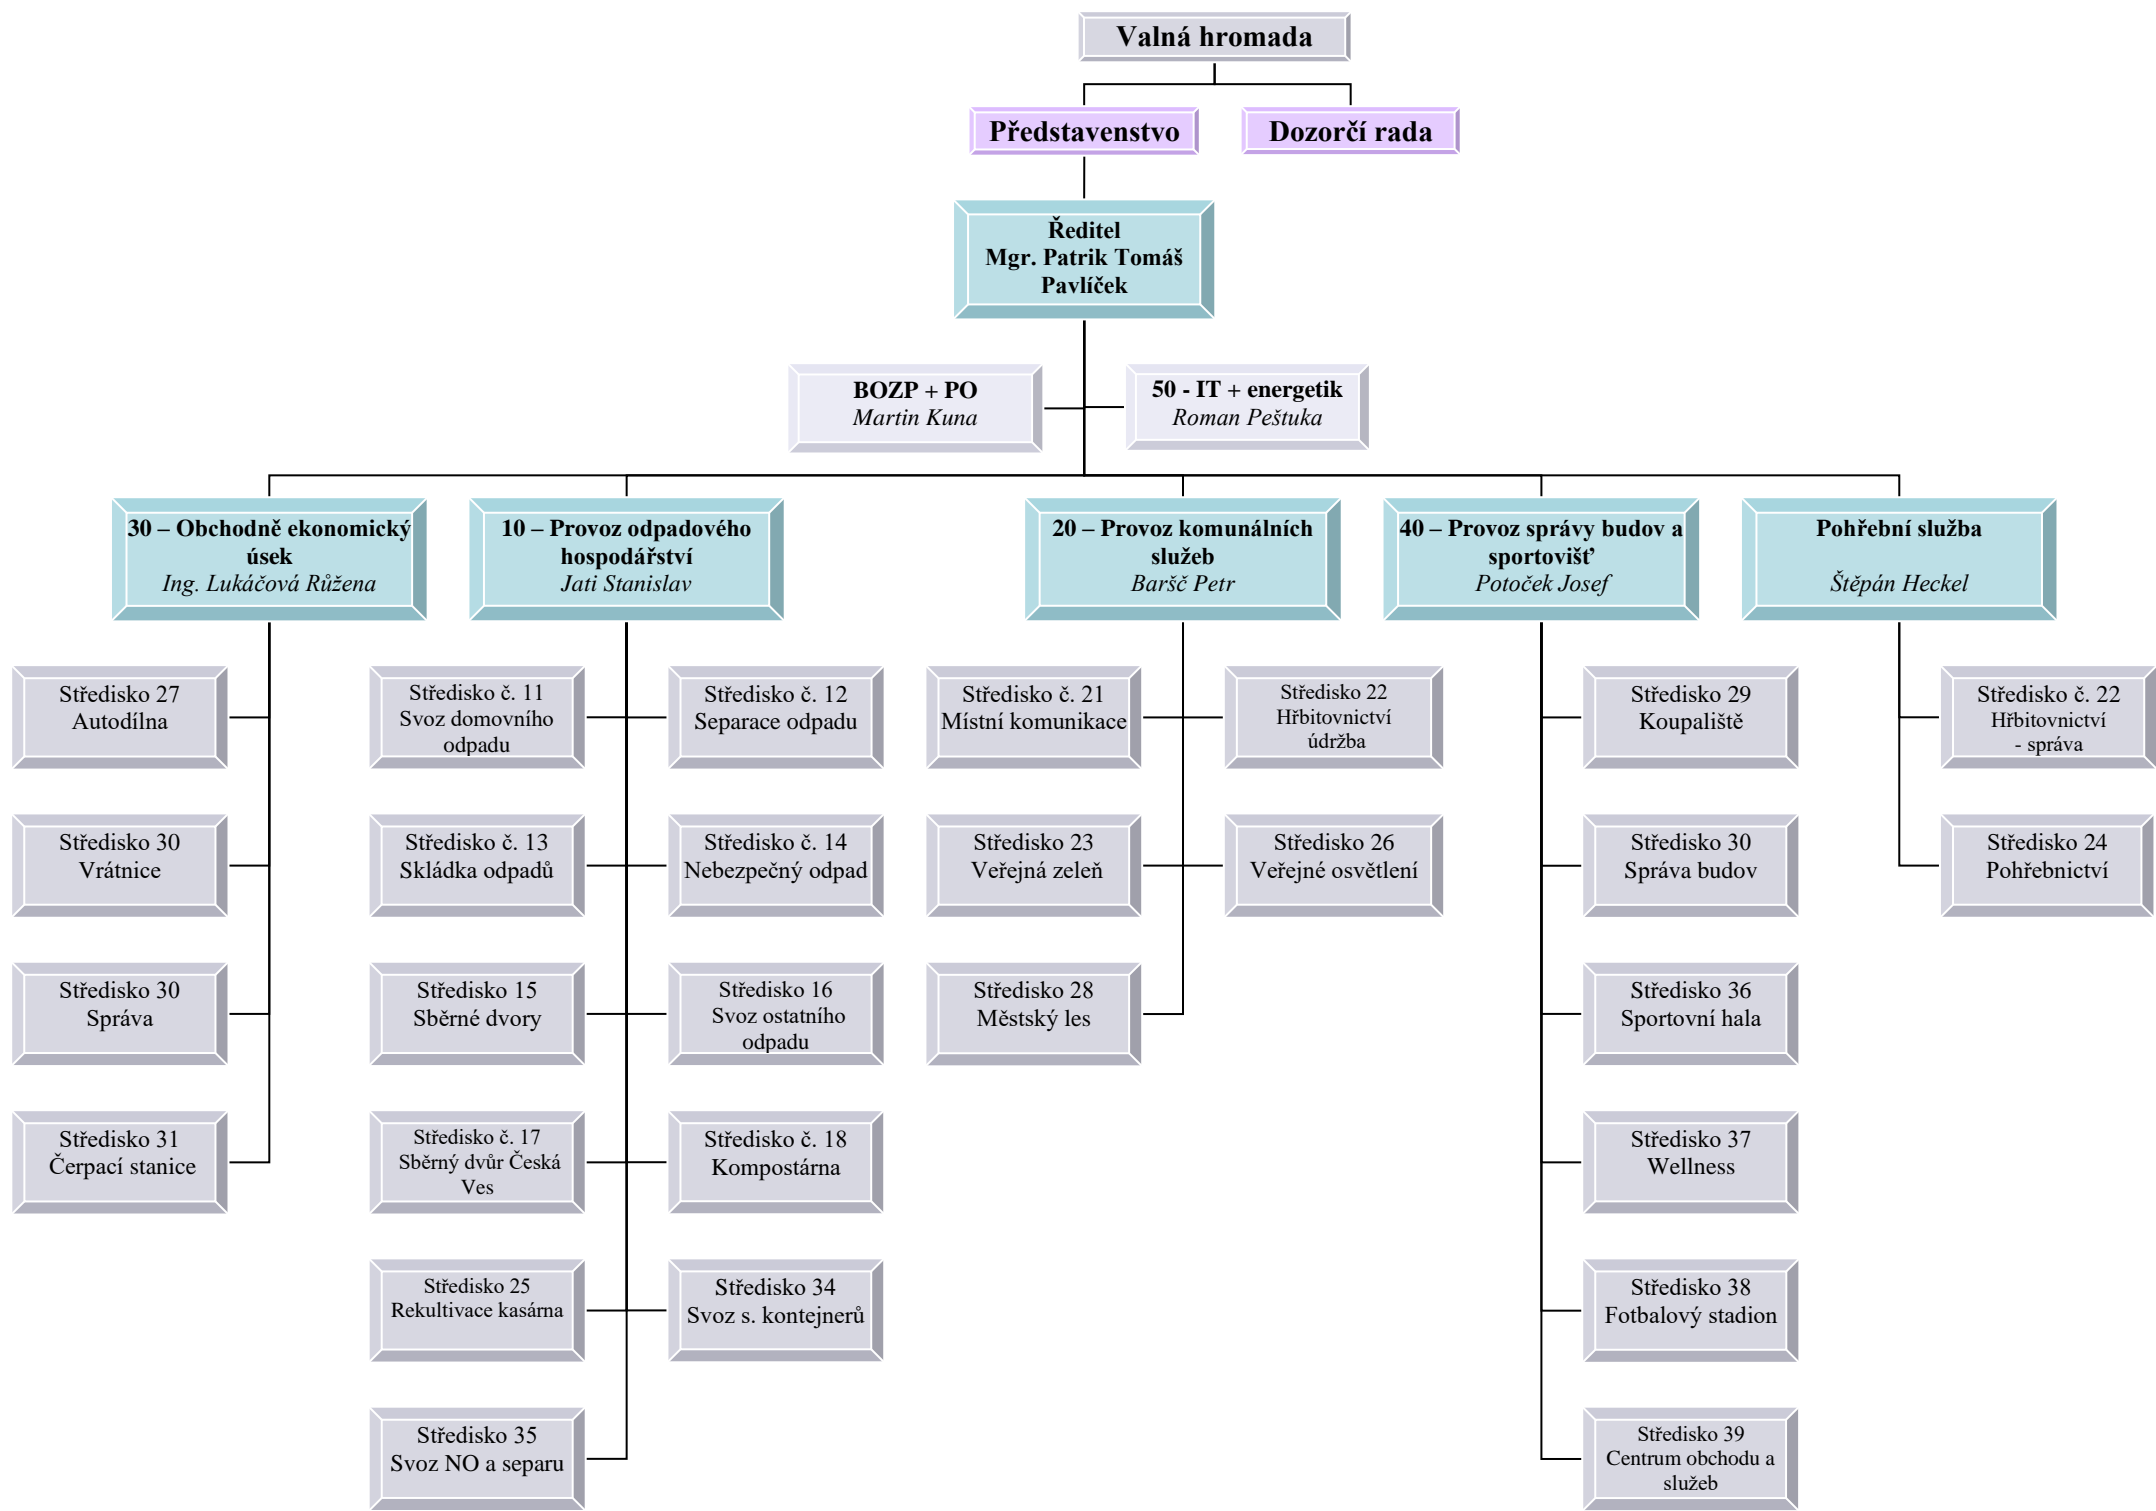 Valná hromada
Představenstvo
Dozorčí rada
Ředitel
Mgr. Patrik Tomáš
Pavlíček
BOZP + PO
Martin Kuna
50 - IT + energetik
Roman Peštuka
30 – Obchodně ekonomický
úsek
Ing. Lukáčová Růžena
10 – Provoz odpadového
hospodářství
Jati Stanislav
20 – Provoz komunálních
služeb
Baršč Petr
40 – Provoz správy budov a
sportovišť
Potoček Josef
Pohřební služba
Štěpán Heckel
Středisko 27
Autodílna
Středisko č. 11
Svoz domovního
odpadu
Středisko č. 12
Separace odpadu
Středisko č. 21
Místní komunikace
Středisko 22
Hřbitovnictví
údržba
Středisko 29
Koupaliště
Středisko č. 22
Hřbitovnictví
- správa
Středisko 30
Vrátnice
Středisko č. 13
Skládka odpadů
Středisko č. 14
Nebezpečný odpad
Středisko 23
Veřejná zeleň
Středisko 26
Veřejné osvětlení
Středisko 30
Správa budov
Středisko 24
Pohřebnictví
Středisko 30
Správa
Středisko 15
Sběrné dvory
Středisko 16
Svoz ostatního
odpadu
Středisko 28
Městský les
Středisko 36
Sportovní hala
Středisko 31
Čerpací stanice
Středisko č. 17
Sběrný dvůr Česká
Ves
Středisko č. 18
Kompostárna
Středisko 37
Wellness
Středisko 25
Rekultivace kasárna
Středisko 34
Svoz s. kontejnerů
Středisko 38
Fotbalový stadion
Středisko 35
Svoz NO a separu
Středisko 39
Centrum obchodu a
služeb